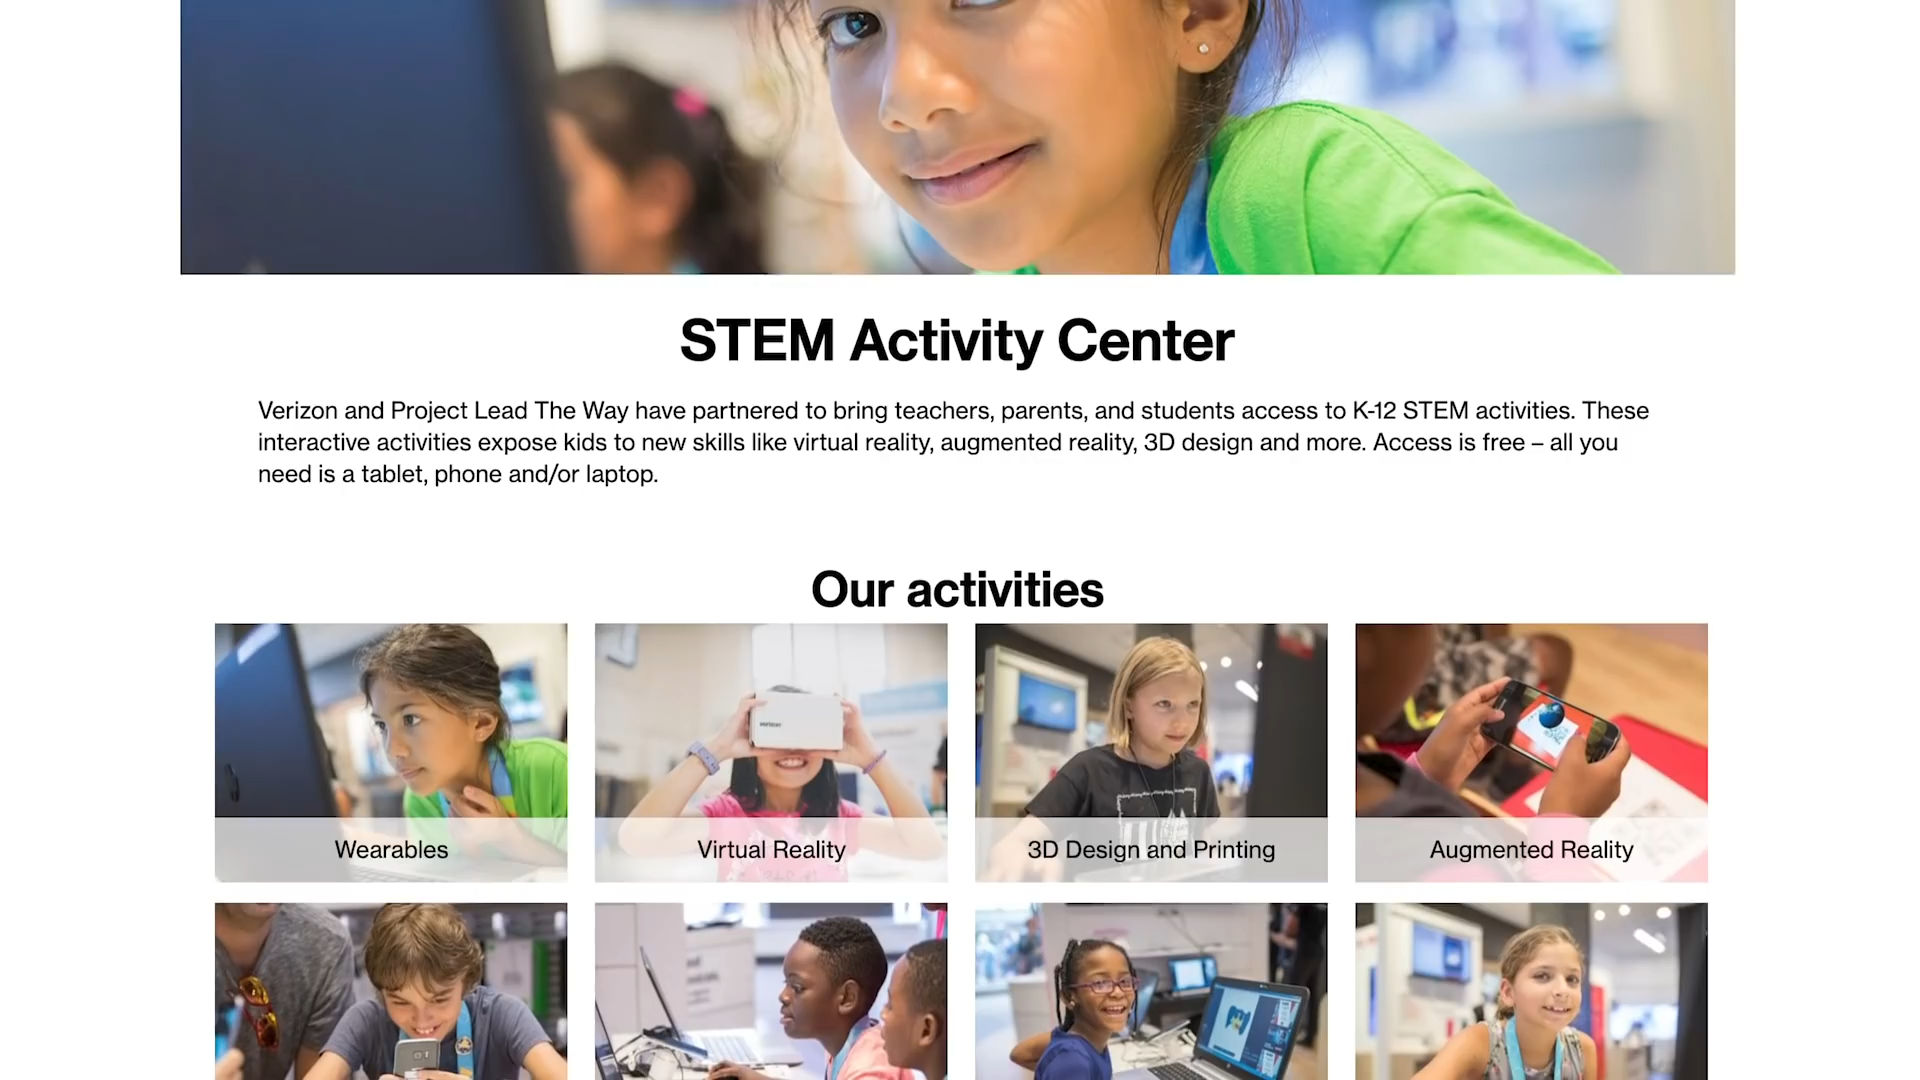 STEM Activity Center
Verizon and Project Lead The Way have partnered to bring teachers, parents, and students access to K-12 STEM activities. These
interactive activities expose kids to new skills like virtual reality, augmented reality, 3D design and more. Access is free – all you
need is a tablet, phone and/or laptop.
Our activities
Wearables
Virtual Reality
3D Design and Printing
Augmented Reality